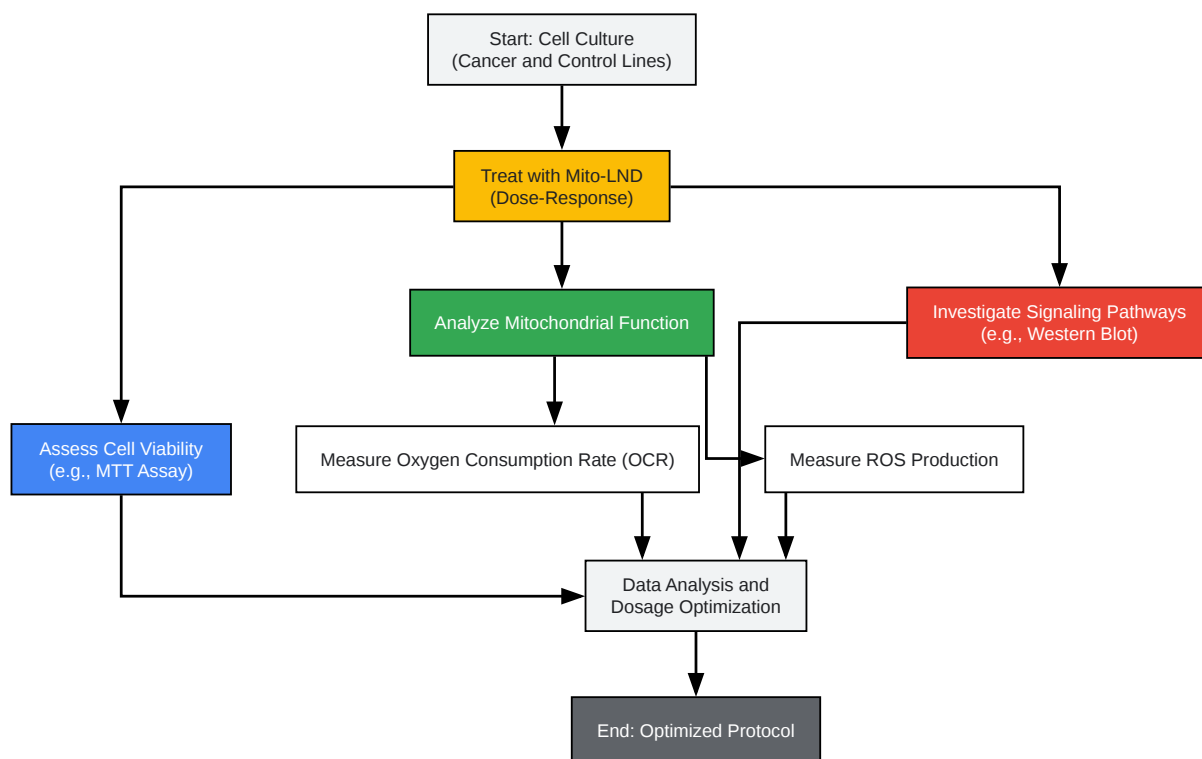 Start: Cell Culture
(Cancer and Control Lines)
Treat with Mito-LND
(Dose-Response)
Analyze Mitochondrial Function
Investigate Signaling Pathways
(e.g., Western Blot)
Assess Cell Viability
(e.g., MTT Assay)
Measure Oxygen Consumption Rate (OCR)
Measure ROS Production
Data Analysis and
Dosage Optimization
End: Optimized Protocol